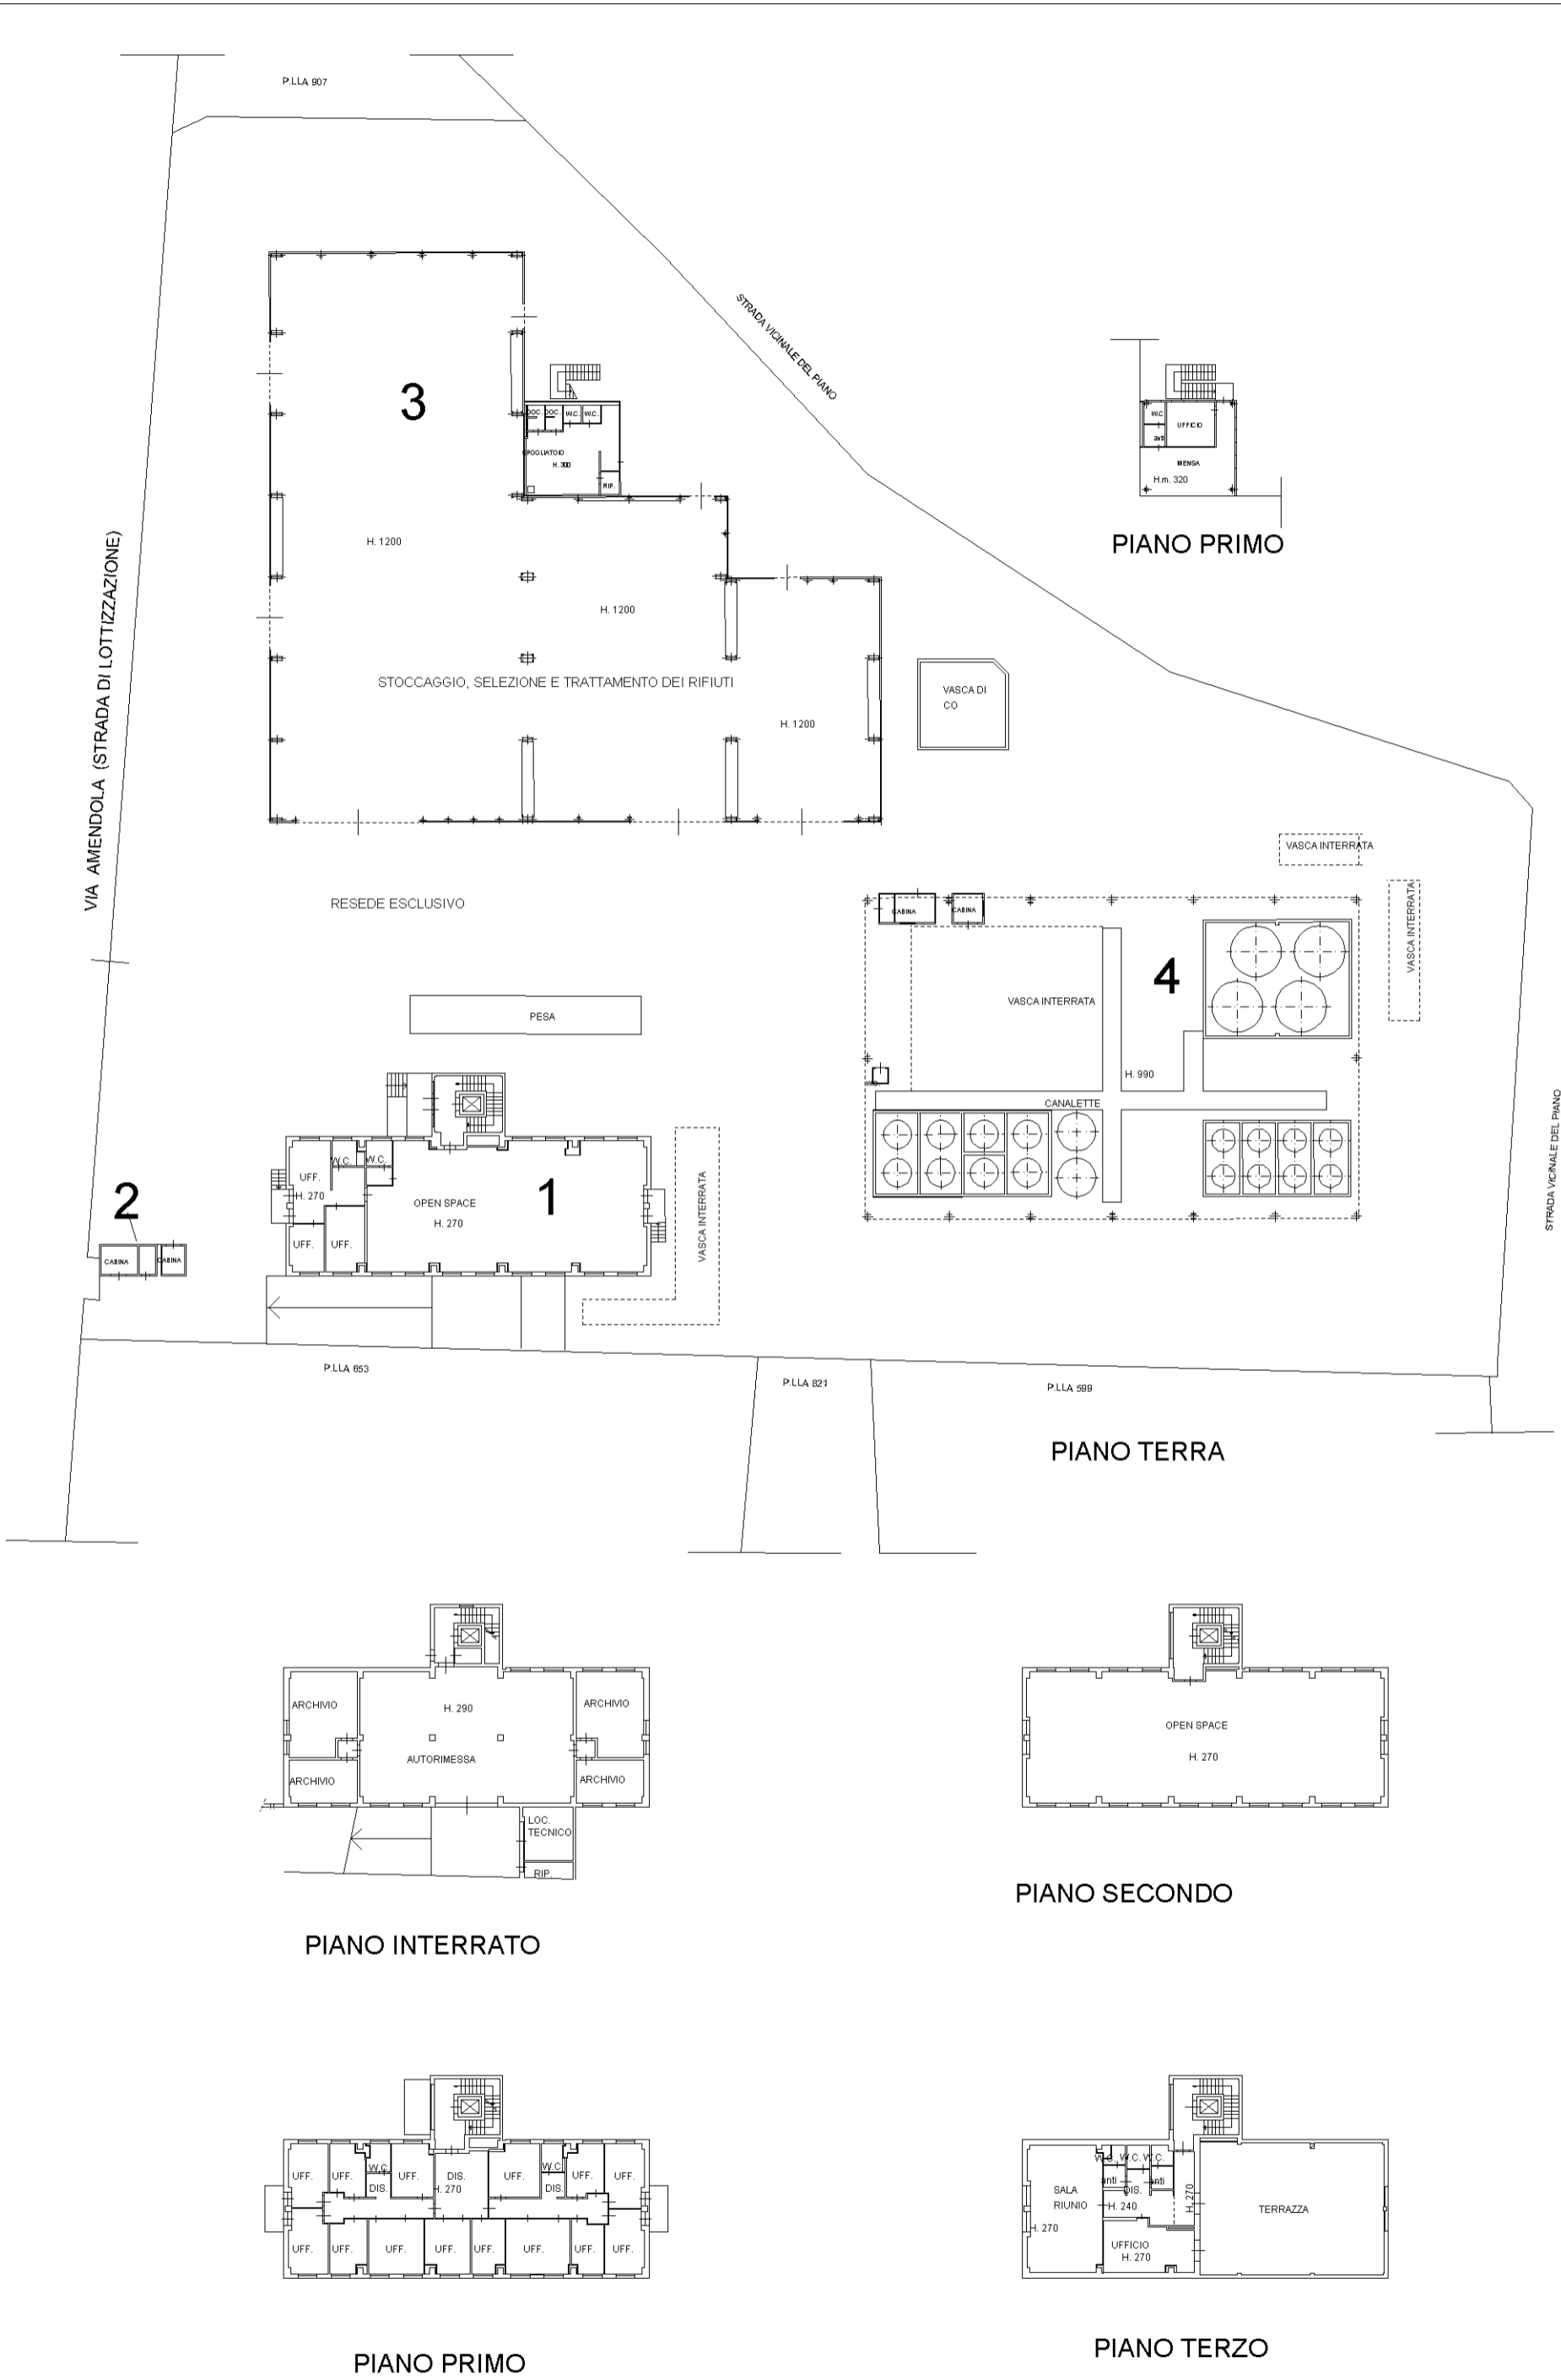 P.LLA 907
STRADA VICINALE DEL PIANO
3
DOC.
DOC.
W.C.
W.C.
SPOGLIATOIO
H. 300
RIP.
W.C
UFFICIO
anti
MENSA
H.m. 320
PIANO PRIMO
H. 1200
H. 1200
STOCCAGGIO, SELEZIONE E TRATTAMENTO DEI RIFIUTI
H. 1200
VASCA DI
CO
VIA AMENDOLA (STRADA DI LOTTIZZAZIONE)
VASCA INTERRATA
VASCA INTERRATA
RESEDE ESCLUSIVO
CABINA
CABINA
4
VASCA INTERRATA
PESA
H. 990
CANALETTE
STRADA VICINALE DEL PIANO
W.C.
W.C.
UFF.
H. 270
OPEN SPACE
1
H. 270
UFF.
UFF.
VASCA INTERRATA
2
CABINA
CABINA
P.LLA 653
P.LLA 821
P.LLA 599
PIANO TERRA
ARCHIVIO
H. 290
ARCHIVIO
AUTORIMESSA
ARCHIVIO
ARCHIVIO
LOC.
TECNICO
RIP.
PIANO INTERRATO
OPEN SPACE
H. 270
PIANO SECONDO
UFF.
UFF.
W.C.
DIS.
UFF.
DIS.
H. 270
UFF.
W.C
DIS.
UFF.
UFF.
UFF.
UFF.
UFF.
UFF.
UFF.
UFF.
UFF.
UFF.
PIANO PRIMO
W.C.
W.C.
W.C.
anti
anti
DIS.
SALA
RIUNIO
H. 240
H. 270
H. 270
UFFICIO
H. 270
TERRAZZA
PIANO TERZO